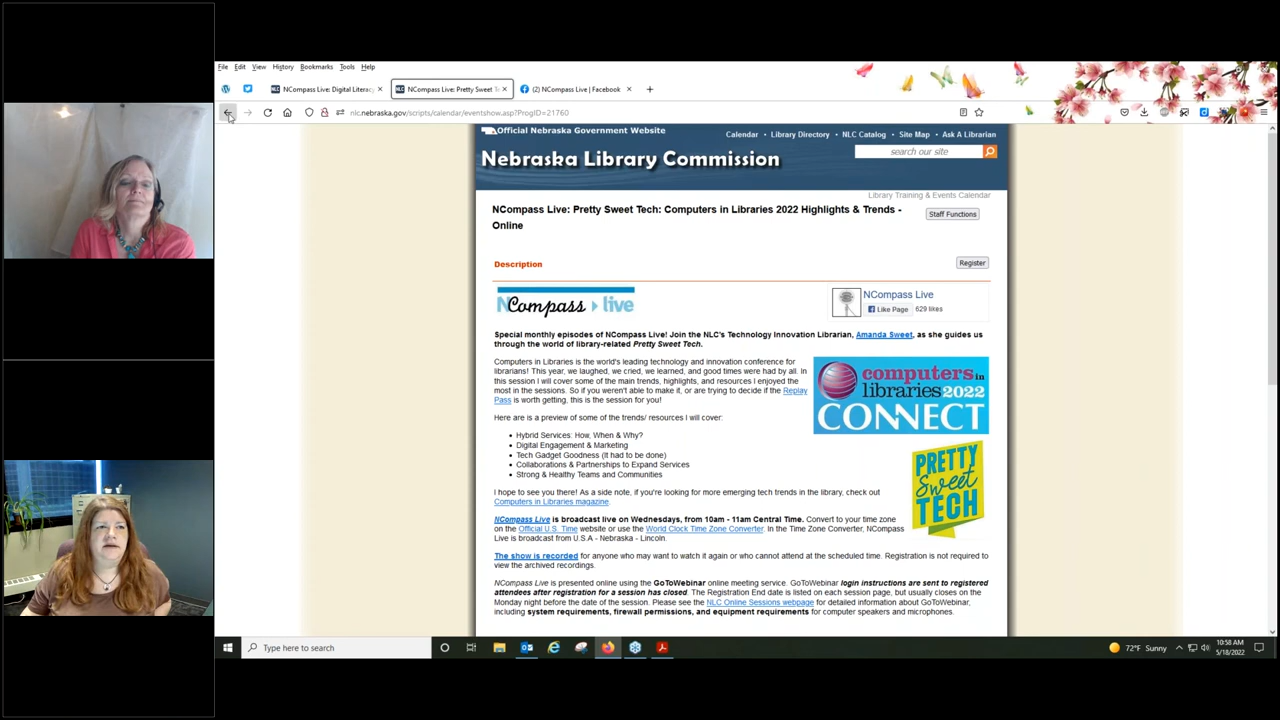 File Edit View History Bookmarks Tools Help
NCompass Live: Digital Literacy
NCompass Live: Pretty Sweet Te
(2) NCompass Live | Facebook
nlc.nebraska.gov/scripts/calendar/eventshow.asp?ProgID=21760
Official Nebraska Government Website
Calendar • Library Directory • NLC Catalog • Site Map • Ask A Librarian
Nebraska Library Commission
search our site
Library Training & Events Calendar
NCompass Live: Pretty Sweet Tech: Computers in Libraries 2022 Highlights & Trends -
Online
Staff Functions
Description
Register
NCompass live
NCompass Live
Like Page 629 likes
Special monthly episodes of NCompass Live! Join the NLC's Technology Innovation Librarian, Amanda Sweet, as she guides us
through the world of library-related Pretty Sweet Tech.
Computers in Libraries is the world's leading technology and innovation conference for
librarians! This year, we laughed, we cried, we learned, and good times were had by all. In
this session I will cover some of the main trends, highlights, and resources I enjoyed the
most in the sessions. So if you weren't able to make it, or are trying to decide if the Replay
Pass is worth getting, this is the session for you!
computers in
libraries 2022
CONNECT
Here are is a preview of some of the trends/ resources I will cover:
• Hybrid Services: How, When & Why?
• Digital Engagement & Marketing
• Tech Gadget Goodness (It had to be done)
• Collaborations & Partnerships to Expand Services
• Strong & Healthy Teams and Communities
PRETTY
SWEET
TECH
I hope to see you there! As a side note, if you're looking for more emerging tech trends in the library, check out
Computers in Libraries magazine.
NCompass Live is broadcast live on Wednesdays, from 10am - 11am Central Time. Convert to your time zone
on the Official U.S. Time website or use the World Clock Time Zone Converter. In the Time Zone Converter, NCompass
Live is broadcast from U.S.A - Nebraska - Lincoln.
The show is recorded for anyone who may want to watch it again or who cannot attend at the scheduled time. Registration is not required to
view the archived recordings.
NCompass Live is presented online using the GoToWebinar online meeting service. GoToWebinar login instructions are sent to registered
attendees after registration for a session has closed. The Registration End date is listed on each session page, but usually closes on the
Monday night before the date of the session. Please see the NLC Online Sessions webpage for detailed information about GoToWebinar,
including system requirements, firewall permissions, and equipment requirements for computer speakers and microphones.
Type here to search
72°F Sunny
10:58 AM
5/18/2022